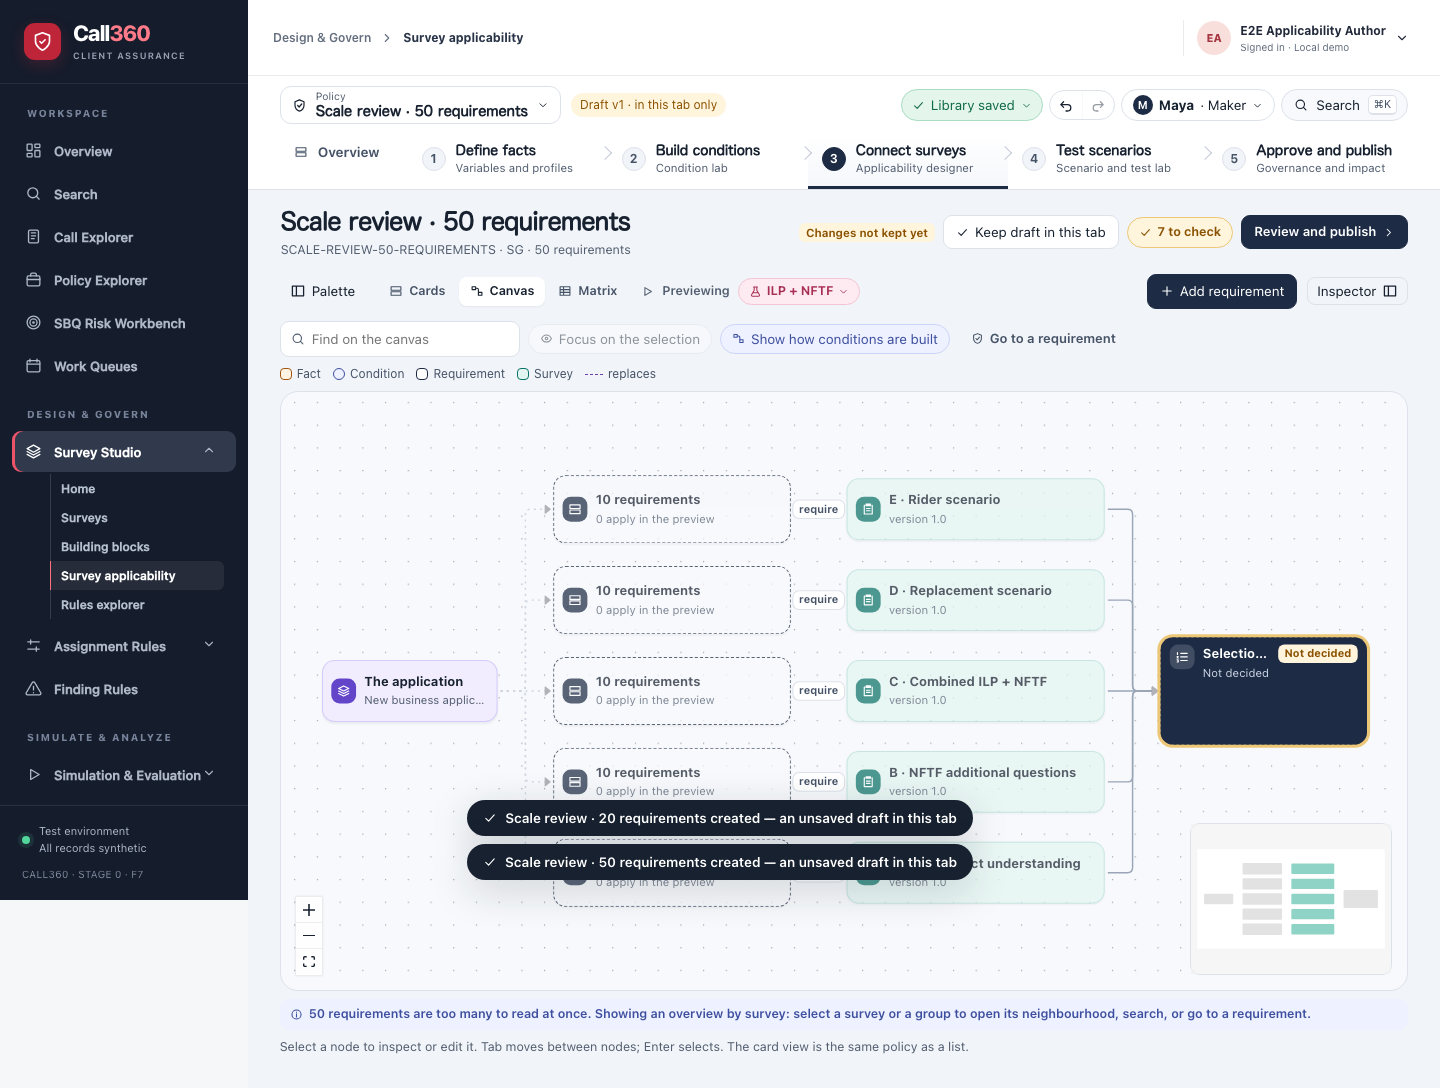 Call360
CLIENT ASSURANCE
WORKSPACE
Overview
Search
Call Explorer
Policy Explorer
SBQ Risk Workbench
Work Queues
DESIGN & GOVERN
Survey Studio
Home
Surveys
Building blocks
Survey applicability
Rules explorer
Assignment Rules
Finding Rules
SIMULATE & ANALYZE
Simulation & Evaluation
Test environment
All records synthetic
CALL360 · STAGE 0 · F7
Design & Govern
Survey applicability
EA
E2E Applicability Author
Signed in · Local demo
Policy
Scale review · 50 requirements
Draft v1 · in this tab only
Library saved
M Maya · Maker
Search ⌘K
Overview
1 Define facts
Variables and profiles
2 Build conditions
Condition lab
3 Connect surveys
Applicability designer
4 Test scenarios
Scenario and test lab
5 Approve and publish
Governance and impact
Scale review · 50 requirements
SCALE-REVIEW-50-REQUIREMENTS · SG · 50 requirements
Changes not kept yet
Keep draft in this tab
7 to check
Review and publish
Palette
Cards
Canvas
Matrix
Previewing
ILP + NFTF
Add requirement
Inspector
Find on the canvas
Focus on the selection
Show how conditions are built
Go to a requirement
Fact
Condition
Requirement
Survey
replaces
10 requirements
0 apply in the preview
require
E · Rider scenario
version 1.0
10 requirements
0 apply in the preview
require
D · Replacement scenario
version 1.0
The application
New business applic...
10 requirements
0 apply in the preview
require
C · Combined ILP + NFTF
version 1.0
Selectio...
Not decided
Not decided
10 requirements
0 apply in the preview
require
B · NFTF additional questions
version 1.0
Scale review · 20 requirements created — an unsaved draft in this tab
Scale review · 50 requirements created — an unsaved draft in this tab
ct understanding
0 apply in the preview
version 1.0
50 requirements are too many to read at once. Showing an overview by survey: select a survey or a group to open its neighbourhood, search, or go to a requirement.
Select a node to inspect or edit it. Tab moves between nodes; Enter selects. The card view is the same policy as a list.